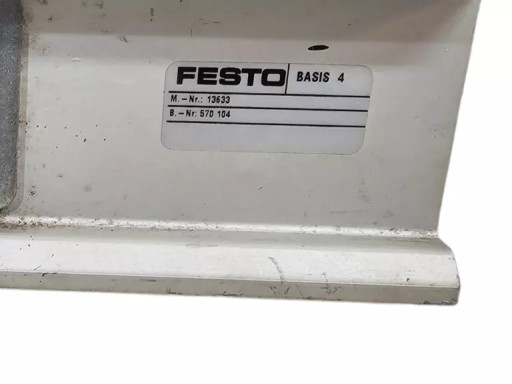 FESTO BASIS 4
M.-Nr.: 13633
B.-Nr: 570 104